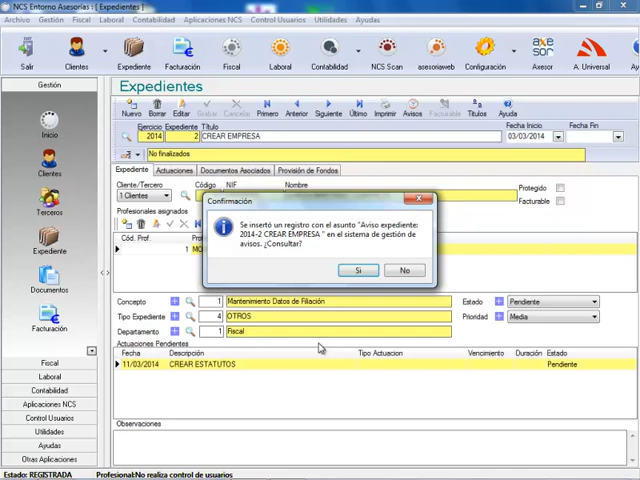 NCS Entorno Asesorías : [ Expedientes ]
Archivo Gestión Fiscal Laboral Contabilidad Aplicaciones NCS Control Usuarios Utilidades Ayudas
Salir Clientes Expediente Facturación Fiscal Laboral Contabilidad NCS Scan asesoriaweb Configuración Axesor A. Universal
axe
sor
Gestión
Inicio
Clientes
Terceros
Expediente
Documentos
Facturación
Fiscal
Laboral
Contabilidad
Aplicaciones NCS
Control Usuarios
Utilidades
Ayudas
Otras Aplicaciones
Expedientes
Nuevo Borrar Editar Grabar Cancelar Primero Anterior Siguiente Último Imprimir Avisos Títulos Ayuda
Ejercicio Expediente Título Fecha Inicio Fecha Fin
2014 2 CREAR EMPRESA 03/03/2014
No finalizados
Expediente Actuaciones Documentos Asociados Provisión de Fondos
Cliente/Tercero Código NIF Nombre Protegido
1 Clientes Facturable
Profesionales asignados
Cód. Prof.
1
Confirmación
Se insertó un registro con el asunto "Aviso expediente:
2014-2 CREAR EMPRESA " en el sistema de gestión de
avisos. ¿Consultar?
Si No
Concepto 1 Mantenimiento Datos de Filiación Estado Pendiente
Tipo Expediente 4 OTROS Prioridad Media
Departamento 1 Fiscal
Actuaciones Pendientes
Fecha Descripción Tipo Actuacion Vencimiento Duración Estado
11/03/2014 CREAR ESTATUTOS Pendiente
Observaciones
Estado: REGISTRADA Profesional:No realiza control de usuarios